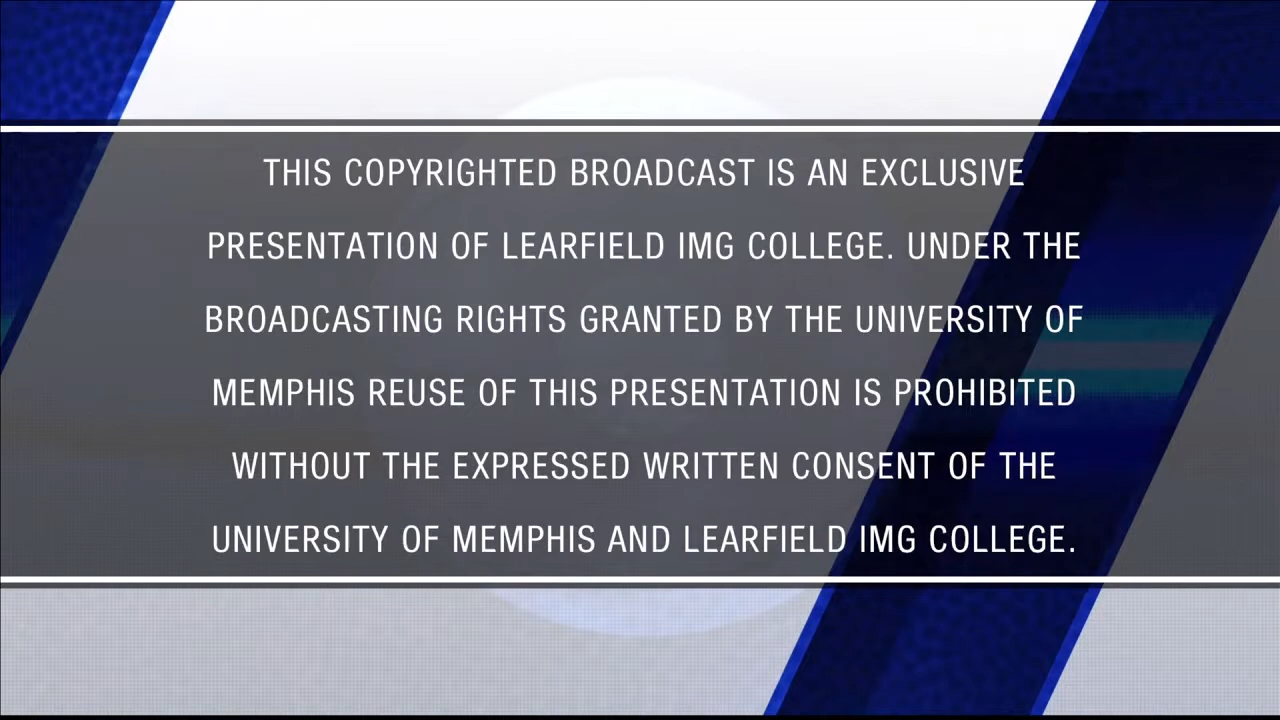 THIS COPYRIGHTED BROADCAST IS AN EXCLUSIVE
PRESENTATION OF LEARFIELD IMG COLLEGE. UNDER THE
BROADCASTING RIGHTS GRANTED BY THE UNIVERSITY OF
MEMPHIS REUSE OF THIS PRESENTATION IS PROHIBITED
WITHOUT THE EXPRESSED WRITTEN CONSENT OF THE
UNIVERSITY OF MEMPHIS AND LEARFIELD IMG COLLEGE.